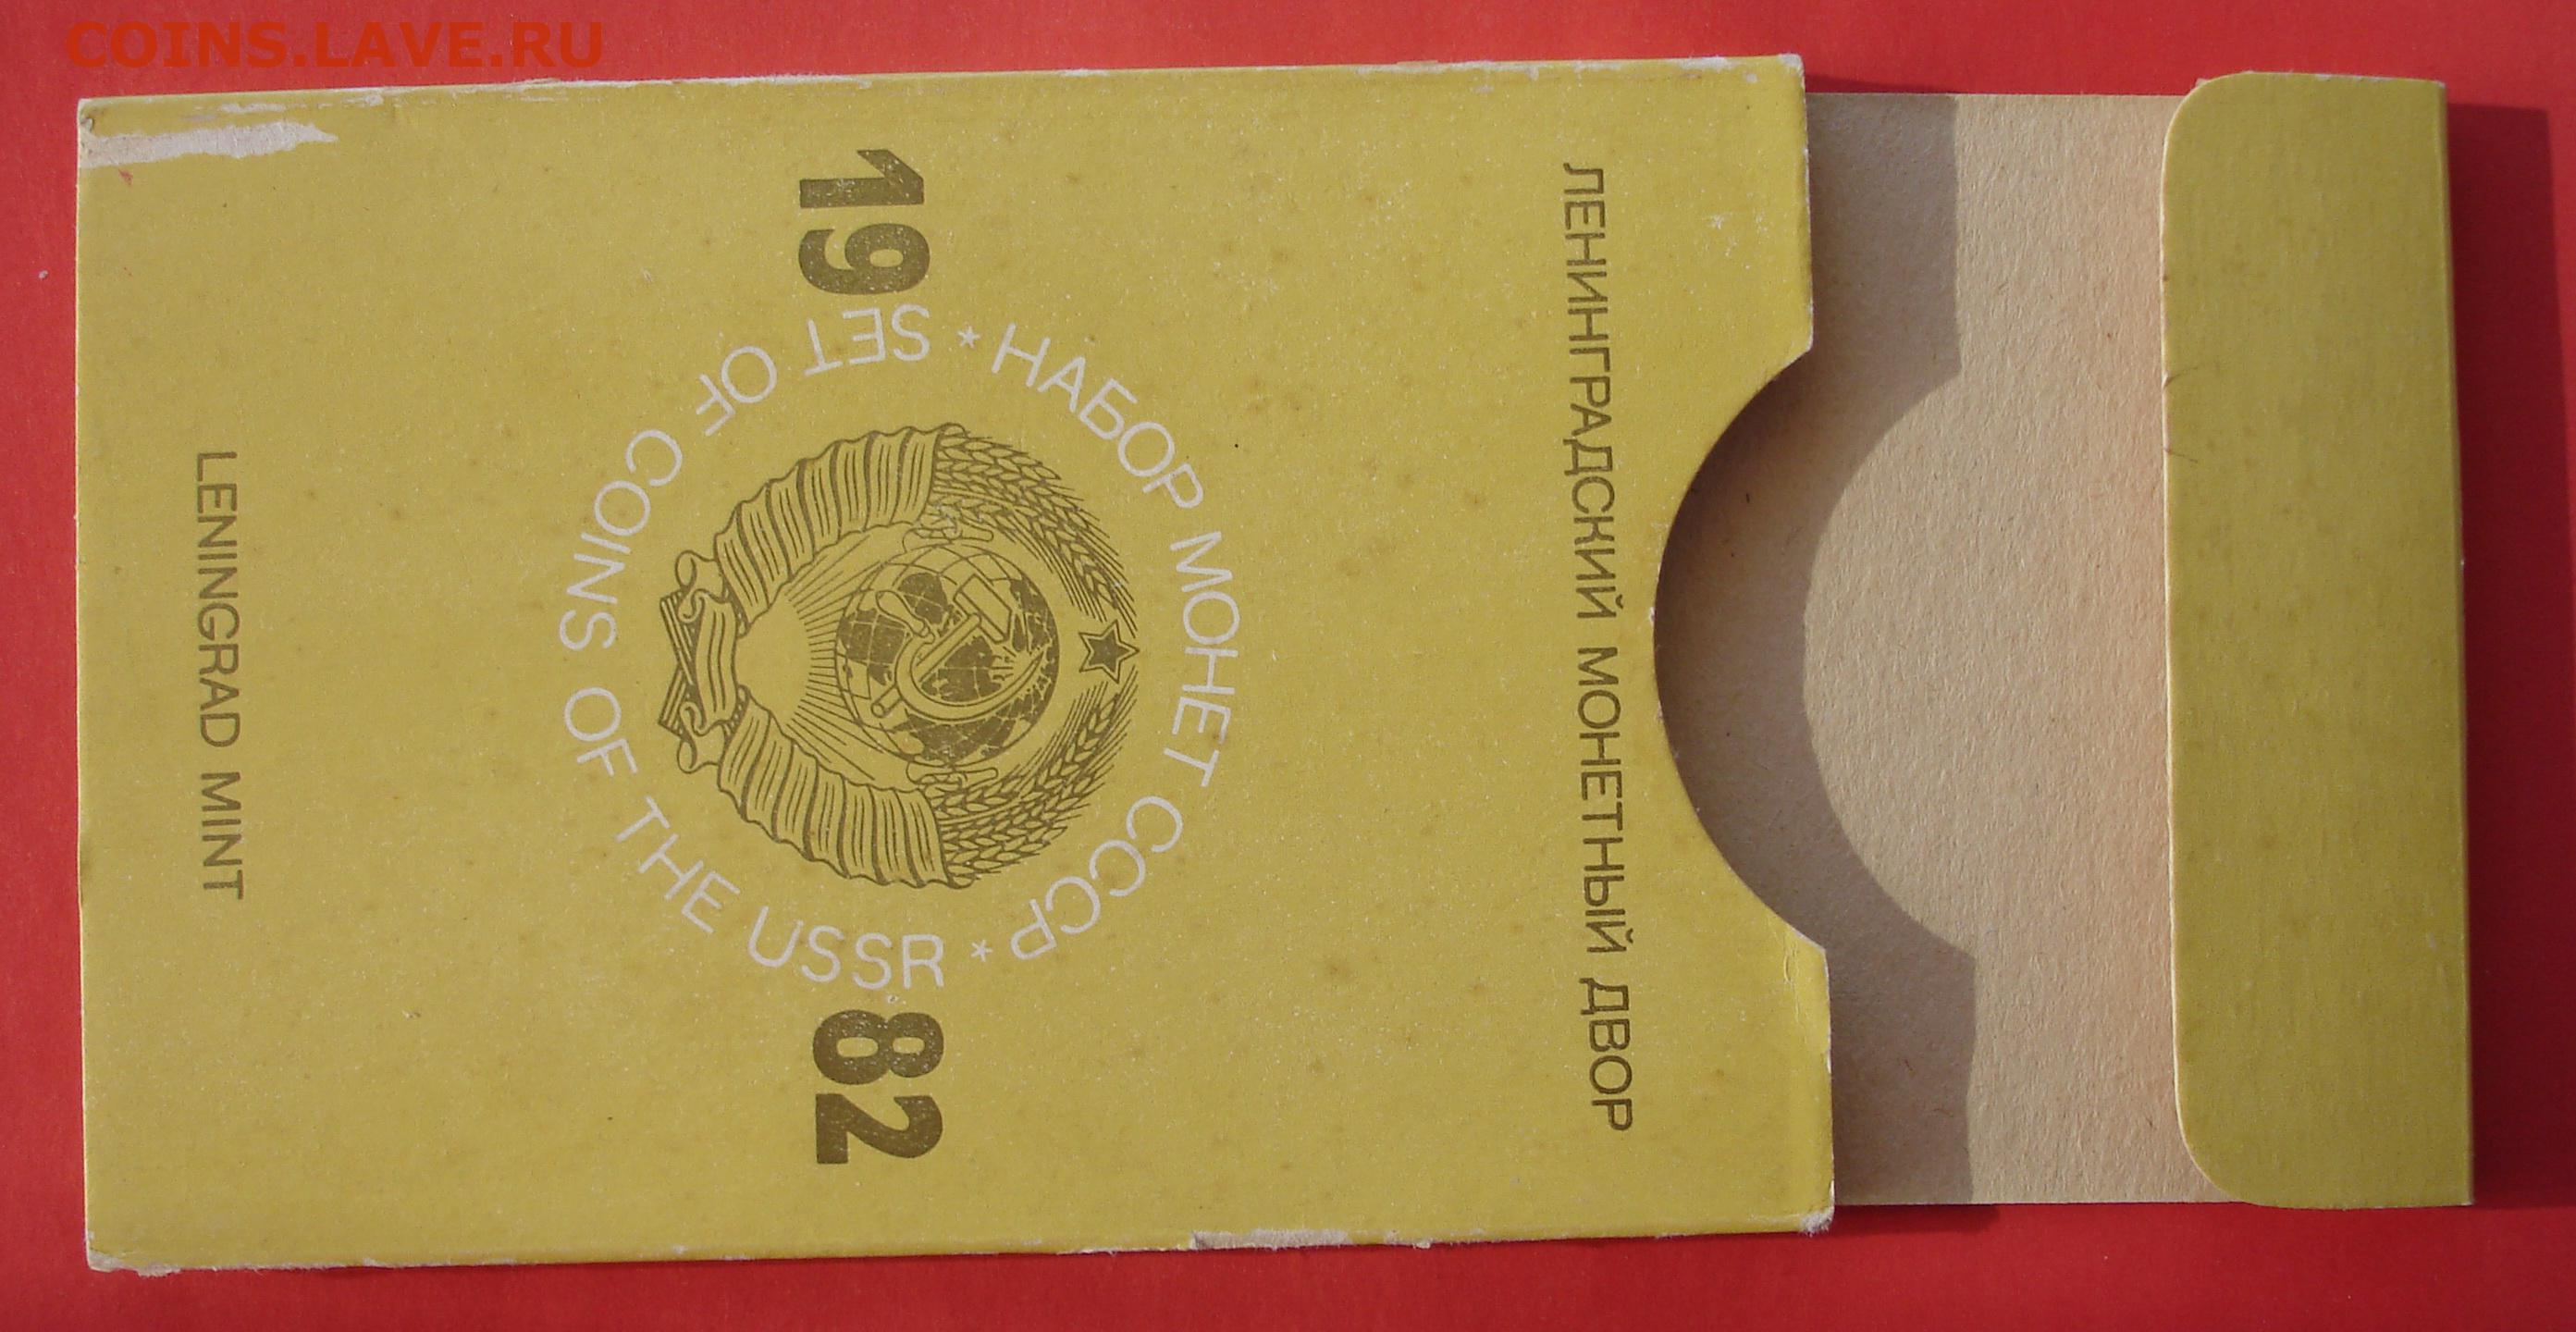 COINS.LAVE.RU
ЛЕНИНГРАДСКИЙ МОНЕТНЫЙ ДВОР
* НАБОР МОНЕТ СССР *
19
82
SET OF COINS OF THE USSR
LENINGRAD MINT